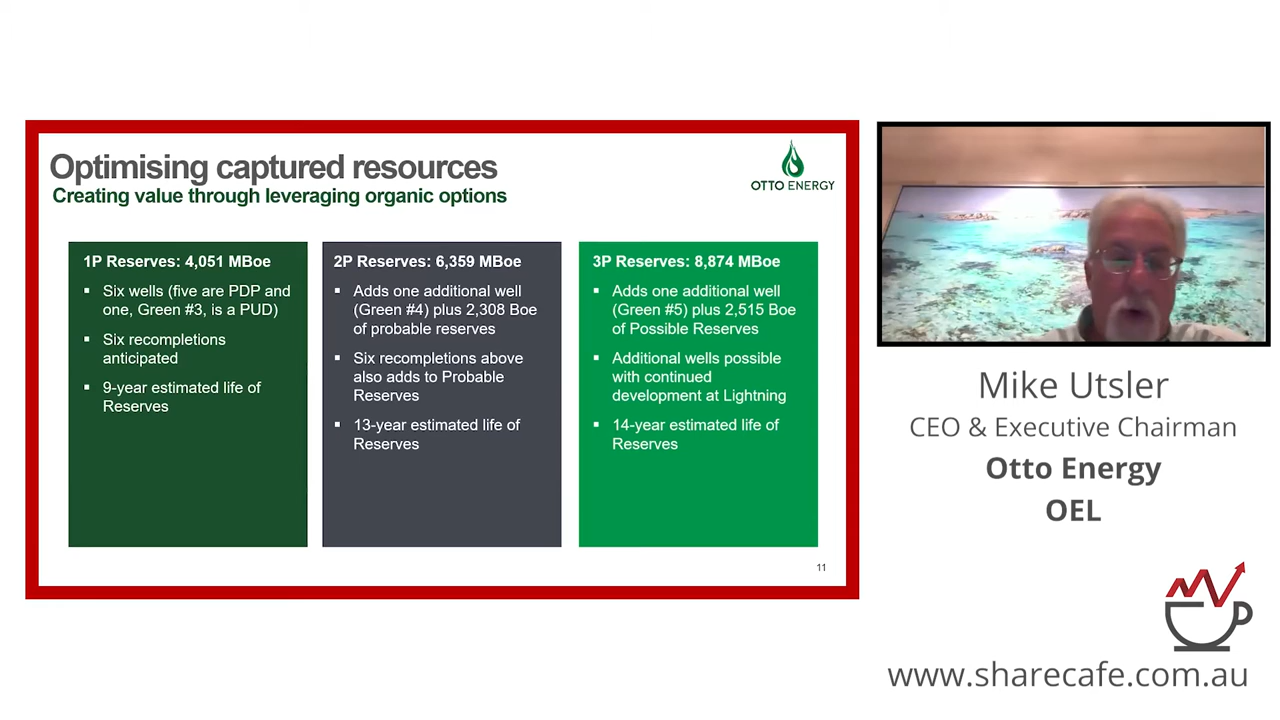 Optimising captured resources
Creating value through leveraging organic options
OTTO ENERGY
1P Reserves: 4,051 MBoe
▪ Six wells (five are PDP and
one, Green #3, is a PUD)
▪ Six recompletions
anticipated
▪ 9-year estimated life of
Reserves
2P Reserves: 6,359 MBoe
▪ Adds one additional well
(Green #4) plus 2,308 Boe
of probable reserves
▪ Six recompletions above
also adds to Probable
Reserves
▪ 13-year estimated life of
Reserves
3P Reserves: 8,874 MBoe
▪ Adds one additional well
(Green #5) plus 2,515 Boe
of Possible Reserves
▪ Additional wells possible
with continued
development at Lightning
▪ 14-year estimated life of
Reserves
11
Mike Utsler
CEO & Executive Chairman
Otto Energy
OEL
www.sharecafe.com.au